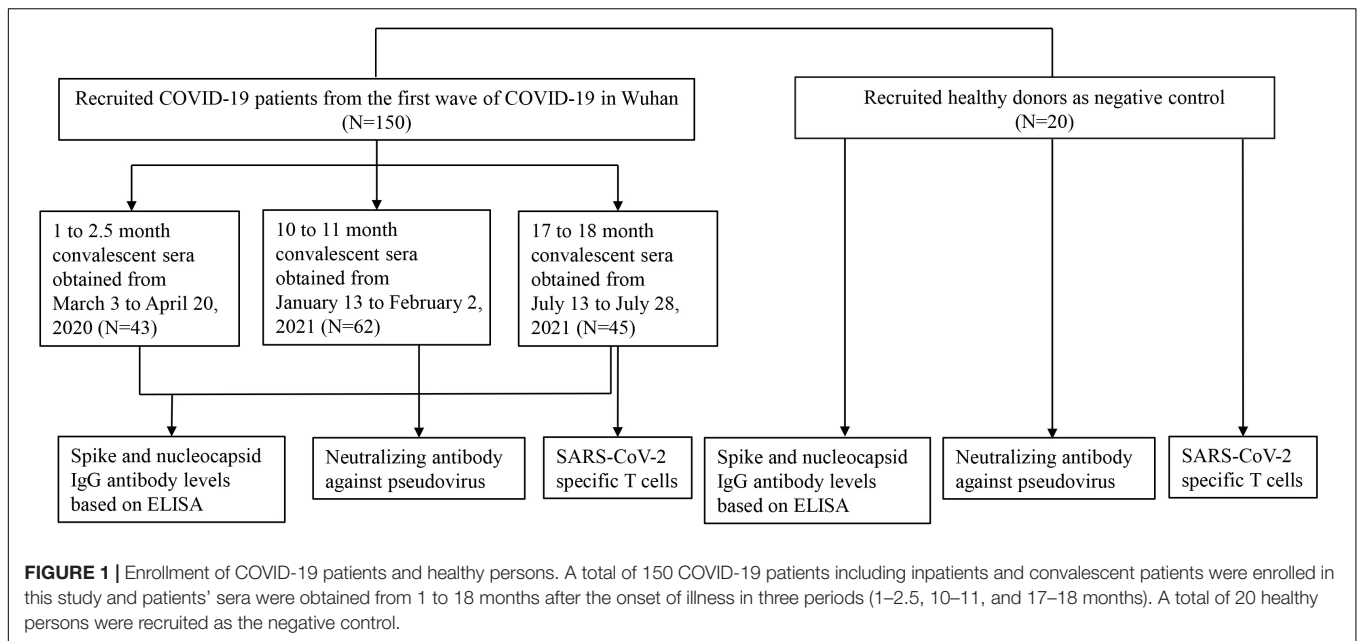 Recruited COVID-19 patients from the first wave of COVID-19 in Wuhan
(N=150)
Recruited healthy donors as negative control
(N=20)
1 to 2.5 month
convalescent sera
obtained from
March 3 to April 20,
2020 (N=43)
10 to 11 month
convalescent sera
obtained from
January 13 to February 2,
2021 (N=62)
17 to 18 month
convalescent sera
obtained from
July 13 to July 28,
2021 (N=45)
Spike and nucleocapsid
IgG antibody levels
based on ELISA
Neutralizing antibody
against pseudovirus
SARS-CoV-2
specific T cells
Spike and nucleocapsid
IgG antibody levels
based on ELISA
Neutralizing antibody
against pseudovirus
SARS-CoV-2
specific T cells
FIGURE 1 | Enrollment of COVID-19 patients and healthy persons. A total of 150 COVID-19 patients including inpatients and convalescent patients were enrolled in
this study and patients' sera were obtained from 1 to 18 months after the onset of illness in three periods (1–2.5, 10–11, and 17–18 months). A total of 20 healthy
persons were recruited as the negative control.